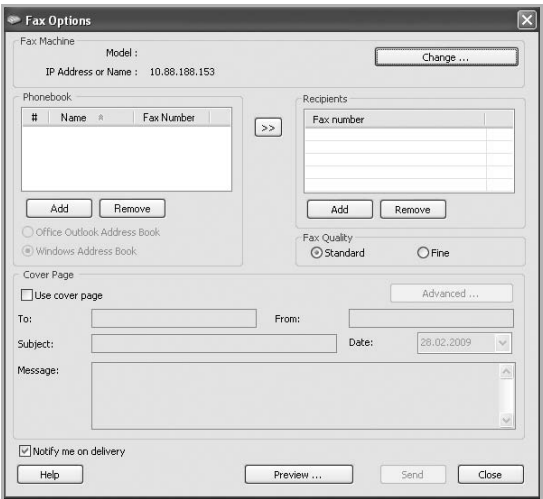 Fax Options
Fax Machine
Model :
Change ...
IP Address or Name : 10.88.188.153
Phonebook
Recipients
# Name Fax Number
Fax number
>>
Add Remove
Add Remove
Office Outlook Address Book
Windows Address Book
Fax Quality
Standard Fine
Cover Page
Use cover page
Advanced ...
To: From:
Subject: Date: 28.02.2009
Message:
Notify me on delivery
Help Preview ... Send Close